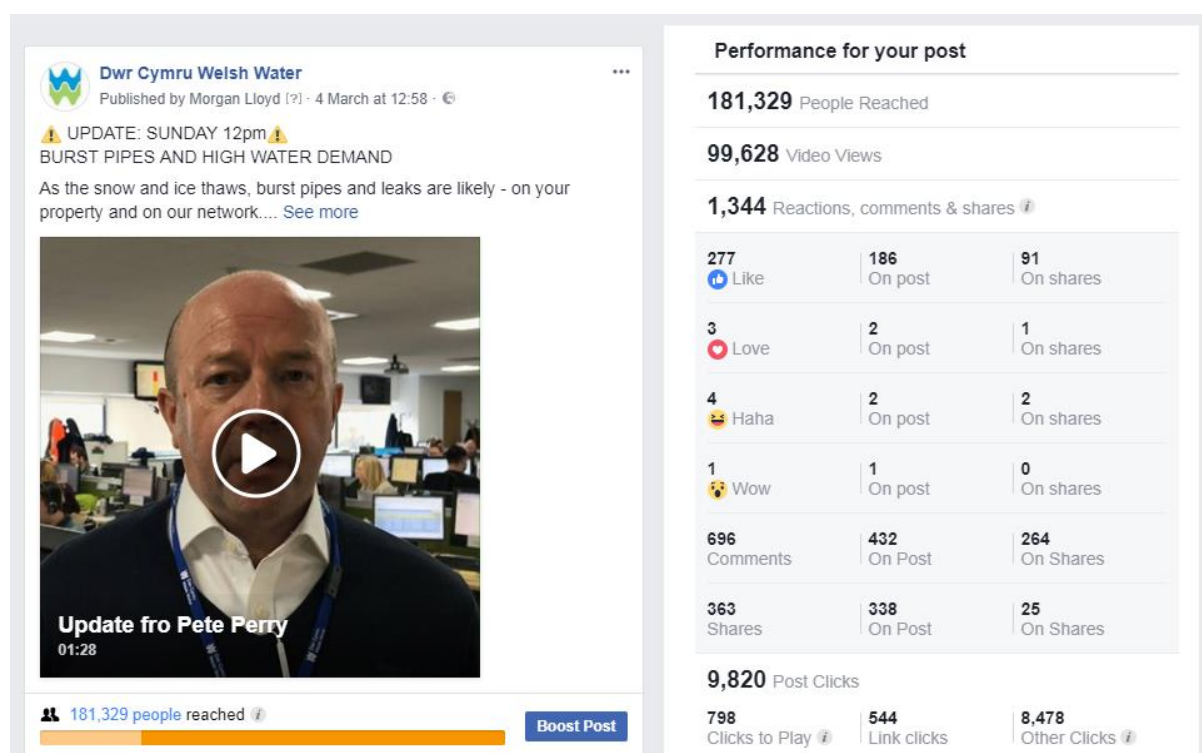 Dwr Cymru Welsh Water
Published by Morgan Lloyd [?] · 4 March at 12:58 ·
⚠ UPDATE: SUNDAY 12pm⚠
BURST PIPES AND HIGH WATER DEMAND
As the snow and ice thaws, burst pipes and leaks are likely - on your
property and on our network.... See more
Update fro Pete Perry
01:28
181,329 people reached
Boost Post
Performance for your post
181,329 People Reached
99,628 Video Views
1,344 Reactions, comments & shares
277 186 91
Like On post On shares
3 2 1
Love On post On shares
4 2 2
Haha On post On shares
1 1 0
Wow On post On shares
696 432 264
Comments On Post On Shares
363 338 25
Shares On Post On Shares
9,820 Post Clicks
798 544 8,478
Clicks to Play Link clicks Other Clicks